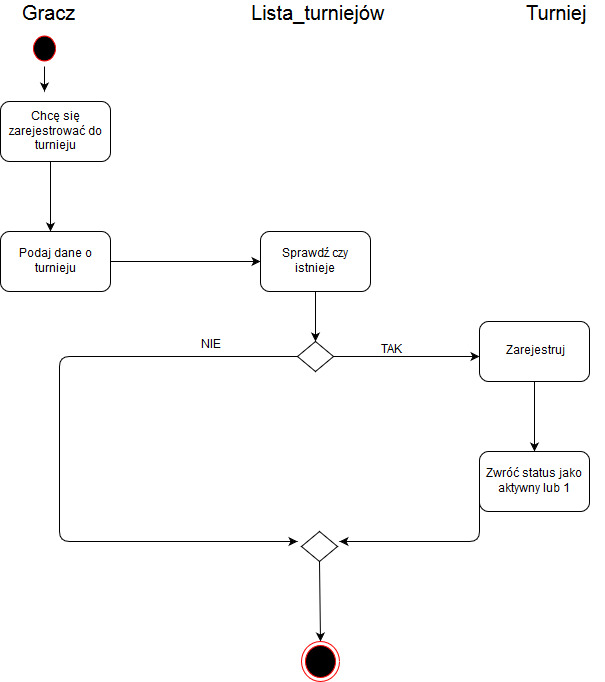 Gracz
Lista_turniejów
Turniej
Chcę się
zarejestrować do
turnieju
Podaj dane o
turnieju
Sprawdź czy
istnieje
NIE
TAK
Zarejestruj
Zwróć status jako
aktywny lub 1